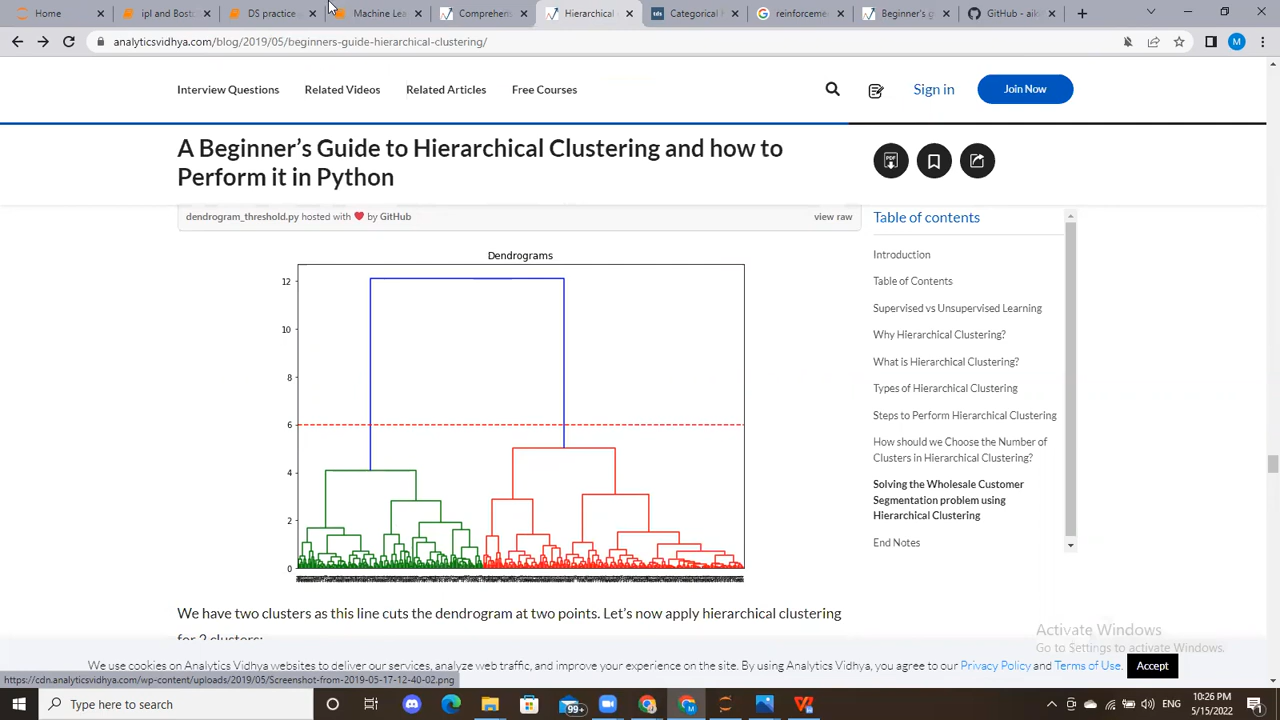 Home
ipl and Bosto
DS practice
Machine Lea
Comprehens
Hierarchical
Categorical
reinforceme
Beginner's g
GitHub - aik
analyticsvidhya.com/blog/2019/05/beginners-guide-hierarchical-clustering/
M
Interview Questions
Related Videos
Related Articles
Free Courses
Sign in
Join Now
A Beginner's Guide to Hierarchical Clustering and how to
Perform it in Python
PDF
dendrogram_threshold.py hosted with ❤ by GitHub
view raw
Table of contents
Introduction
Table of Contents
Supervised vs Unsupervised Learning
Why Hierarchical Clustering?
What is Hierarchical Clustering?
Types of Hierarchical Clustering
Steps to Perform Hierarchical Clustering
How should we Choose the Number of
Clusters in Hierarchical Clustering?
Solving the Wholesale Customer
Segmentation problem using
Hierarchical Clustering
End Notes
Dendrograms
12
10
8
6
4
2
0
We have two clusters as this line cuts the dendrogram at two points. Let's now apply hierarchical clustering
for 2 clusters:
Activate Windows
Go to Settings to activate Windows.
We use cookies on Analytics Vidhya websites to deliver our services, analyze web traffic, and improve your experience on the site. By using Analytics Vidhya, you agree to our Privacy Policy and Terms of Use.
Accept
https://cdn.analyticsvidhya.com/wp-content/uploads/2019/05/Screenshot-from-2019-05-17-12-40-42.png
Type here to search
99+
ENG
10:26 PM
5/15/2022